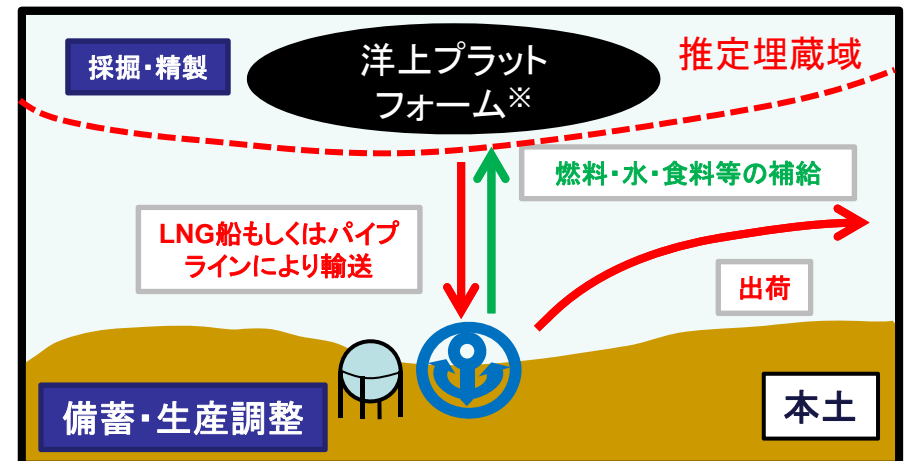 採掘・精製
洋上プラット
フォーム※
推定埋蔵域
燃料・水・食料等の補給
LNG船もしくはパイプ
ラインにより輸送
出荷
備蓄・生産調整
本土